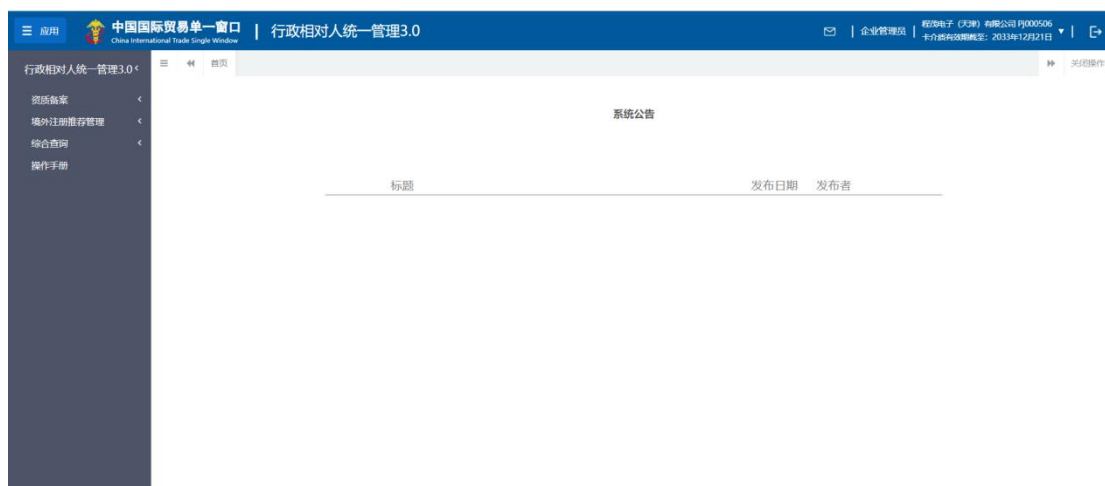 应用
中国国际贸易单一窗口
China International Trade Single Window
行政相对人统一管理3.0
企业管理员
程茂电子（天津）有限公司 PJ000506
卡介质有效期截至：2033年12月21日
行政相对人统一管理3.0
首页
关闭操作
资质备案
境外注册推荐管理
综合查询
操作手册
系统公告
标题 发布日期 发布者